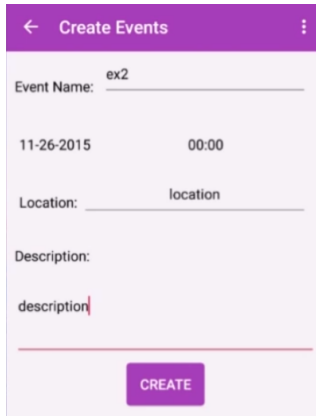 Create Events
Event Name: ex2
11-26-2015 00:00
Location: location
Description:
description
CREATE